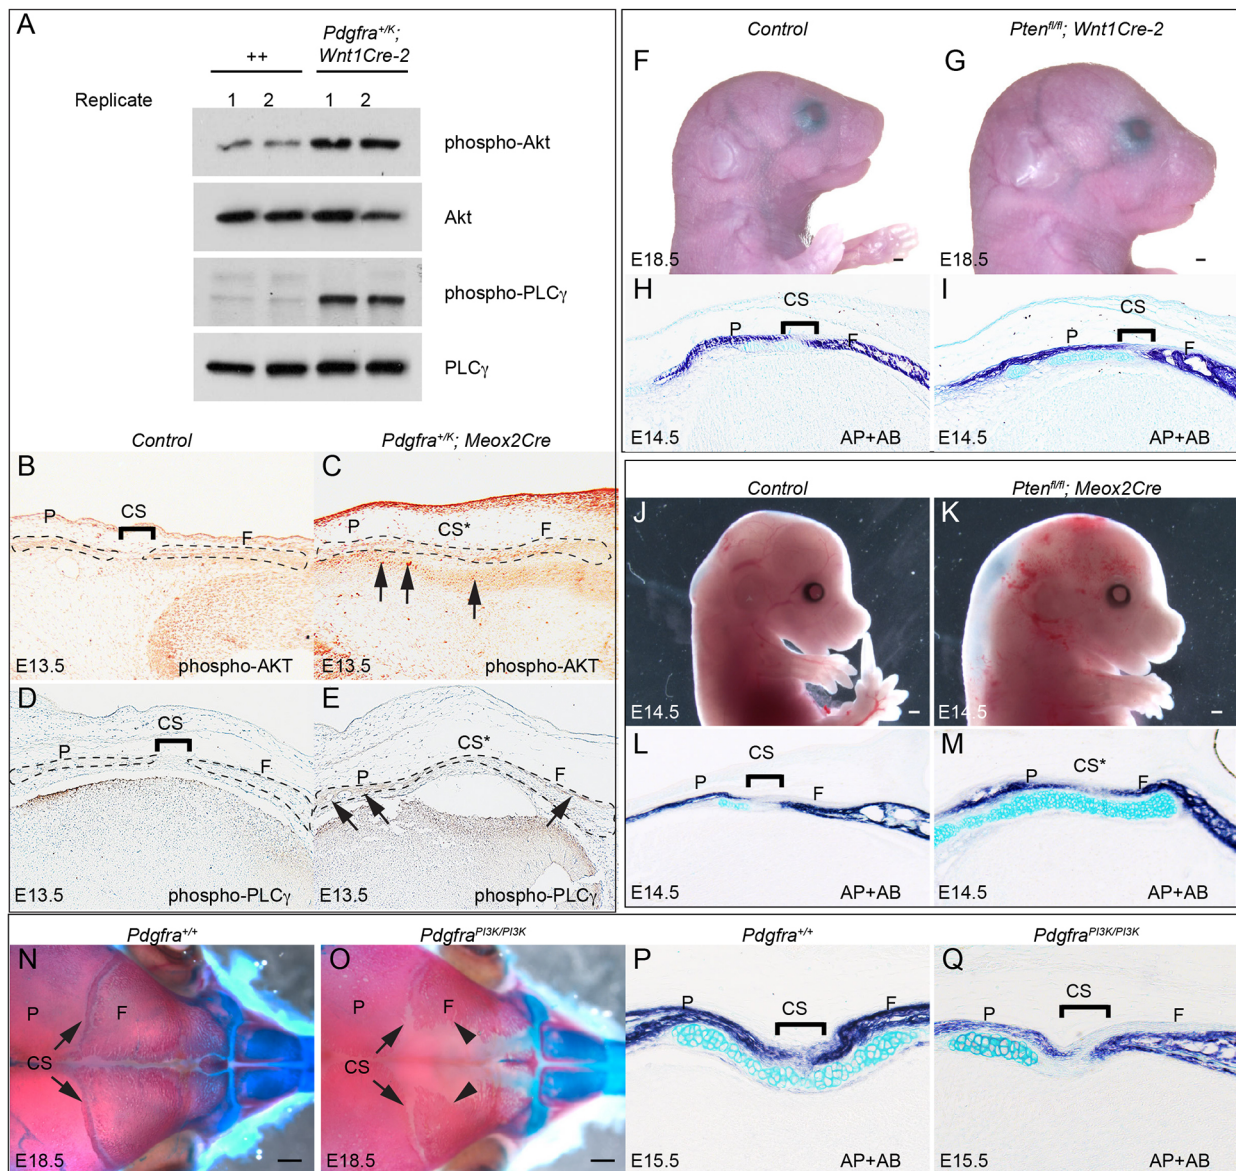 A
Pdgfra+/K;
Wnt1Cre-2
++
Replicate
1 2 1 2
phospho-Akt
Akt
phospho-PLCγ
PLCγ
Control
Pdgfra+/K; Meox2Cre
B
CS
P
F
E13.5
phospho-AKT
C
P
CS*
F
E13.5
phospho-AKT
D
CS
P
F
E13.5
phospho-PLCγ
E
CS*
P
F
E13.5
phospho-PLCγ
Control
Ptenfl/fl; Wnt1Cre-2
F
E18.5
G
E18.5
H
CS
P
F
E14.5
AP+AB
I
CS
P
F
E14.5
AP+AB
Control
Ptenfl/fl; Meox2Cre
J
E14.5
K
E14.5
L
CS
P
F
E14.5
AP+AB
M
CS*
P
F
E14.5
AP+AB
Pdgfra+/+
PdgfraPI3K/PI3K
Pdgfra+/+
PdgfraPI3K/PI3K
N
P
F
CS
E18.5
O
P
F
CS
E18.5
P
P
CS
F
E15.5
AP+AB
Q
CS
P
F
E15.5
AP+AB